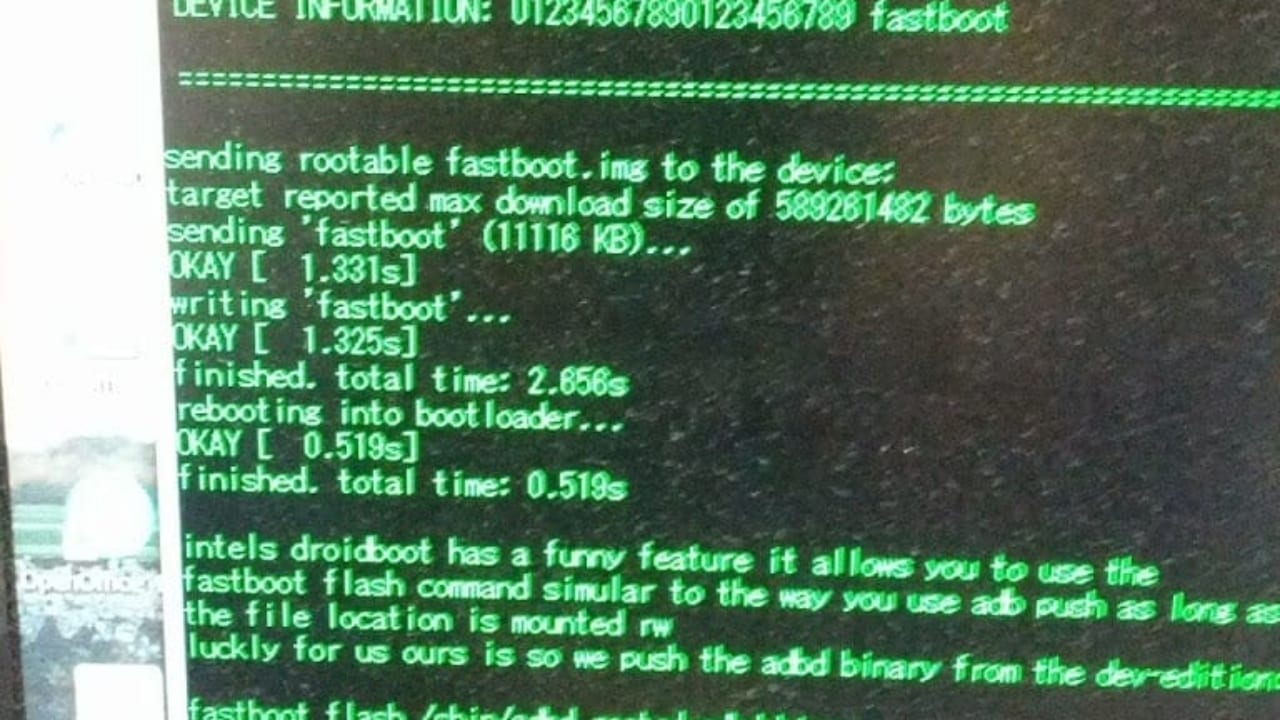 DEVICE INFORMATION: 01234567890123456789 fastboot
================================================
sending rootable fastboot.img to the device:
target reported max download size of 589261482 bytes
sending 'fastboot' (11116 KB)...
OKAY [  1.331s]
writing 'fastboot'...
OKAY [  1.325s]
finished. total time: 2.656s
rebooting into bootloader...
OKAY [  0.519s]
finished. total time: 0.519s
intels droidboot has a funny feature it allows you to use the
fastboot flash command simular to the way you use adb push as long as
the file location is mounted rw
luckly for us ours is so we push the adbd binary from the dev-editions
fastboot flash